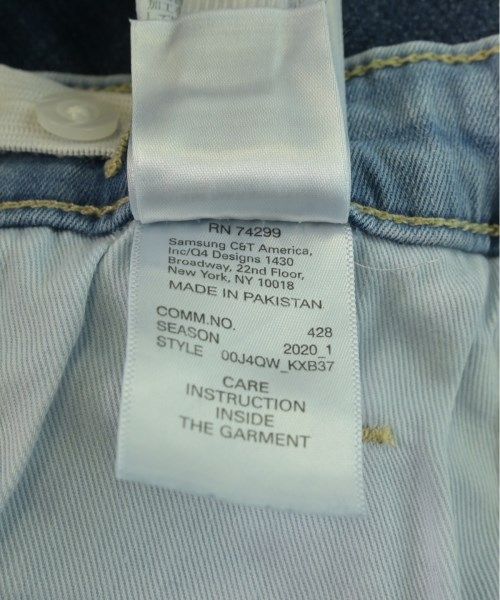 RN 74299
Samsung C&T America,
Inc/Q4 Designs 1430
Broadway, 22nd Floor,
New York, NY 10018
MADE IN PAKISTAN
COMM.NO. 428
SEASON 2020_1
STYLE 00J4QW_KXB37
CARE
INSTRUCTION
INSIDE
THE GARMENT